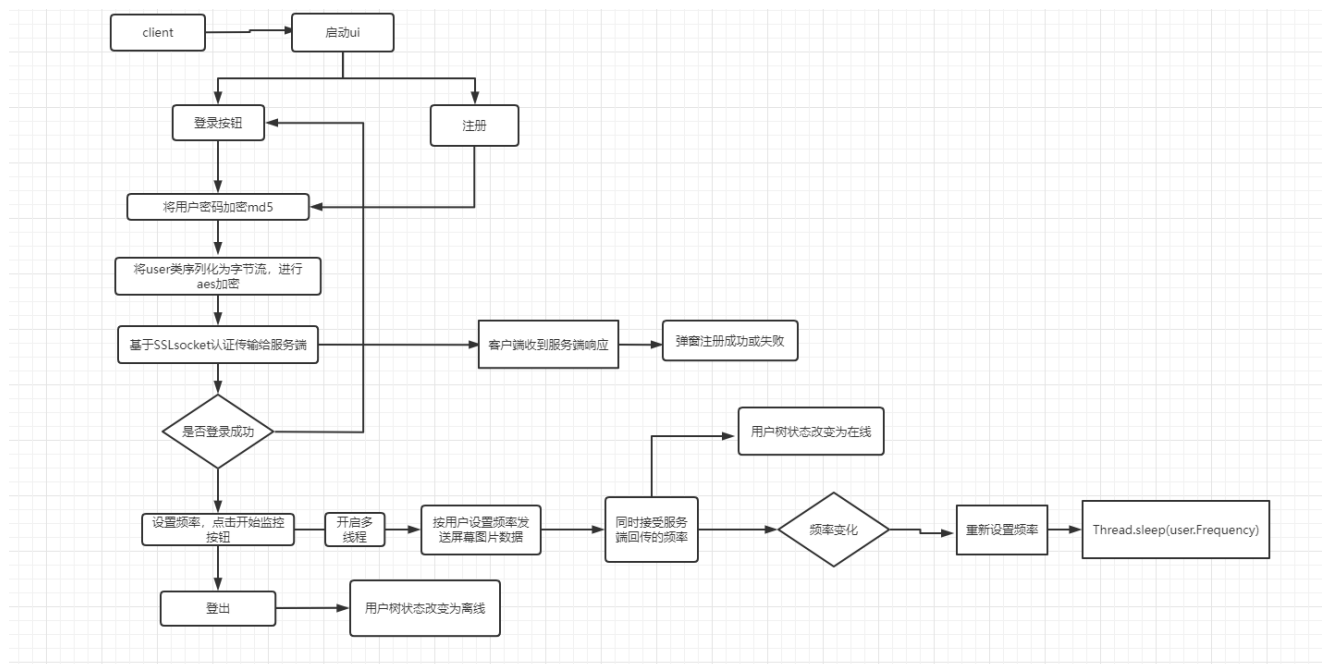 client
启动ui
登录按钮
注册
将用户密码加密md5
将user类序列化为字节流，进行
aes加密
基于SSLsocket认证传输给服务端
客户端收到服务端响应
弹窗注册成功或失败
是否登录成功
用户树状态改变为在线
设置频率，点击开始监控
按钮
开启多
线程
按用户设置频率发
送屏幕图片数据
同时接受服务
端回传的频率
频率变化
重新设置频率
Thread.sleep(user.Frequency)
登出
用户树状态改变为离线